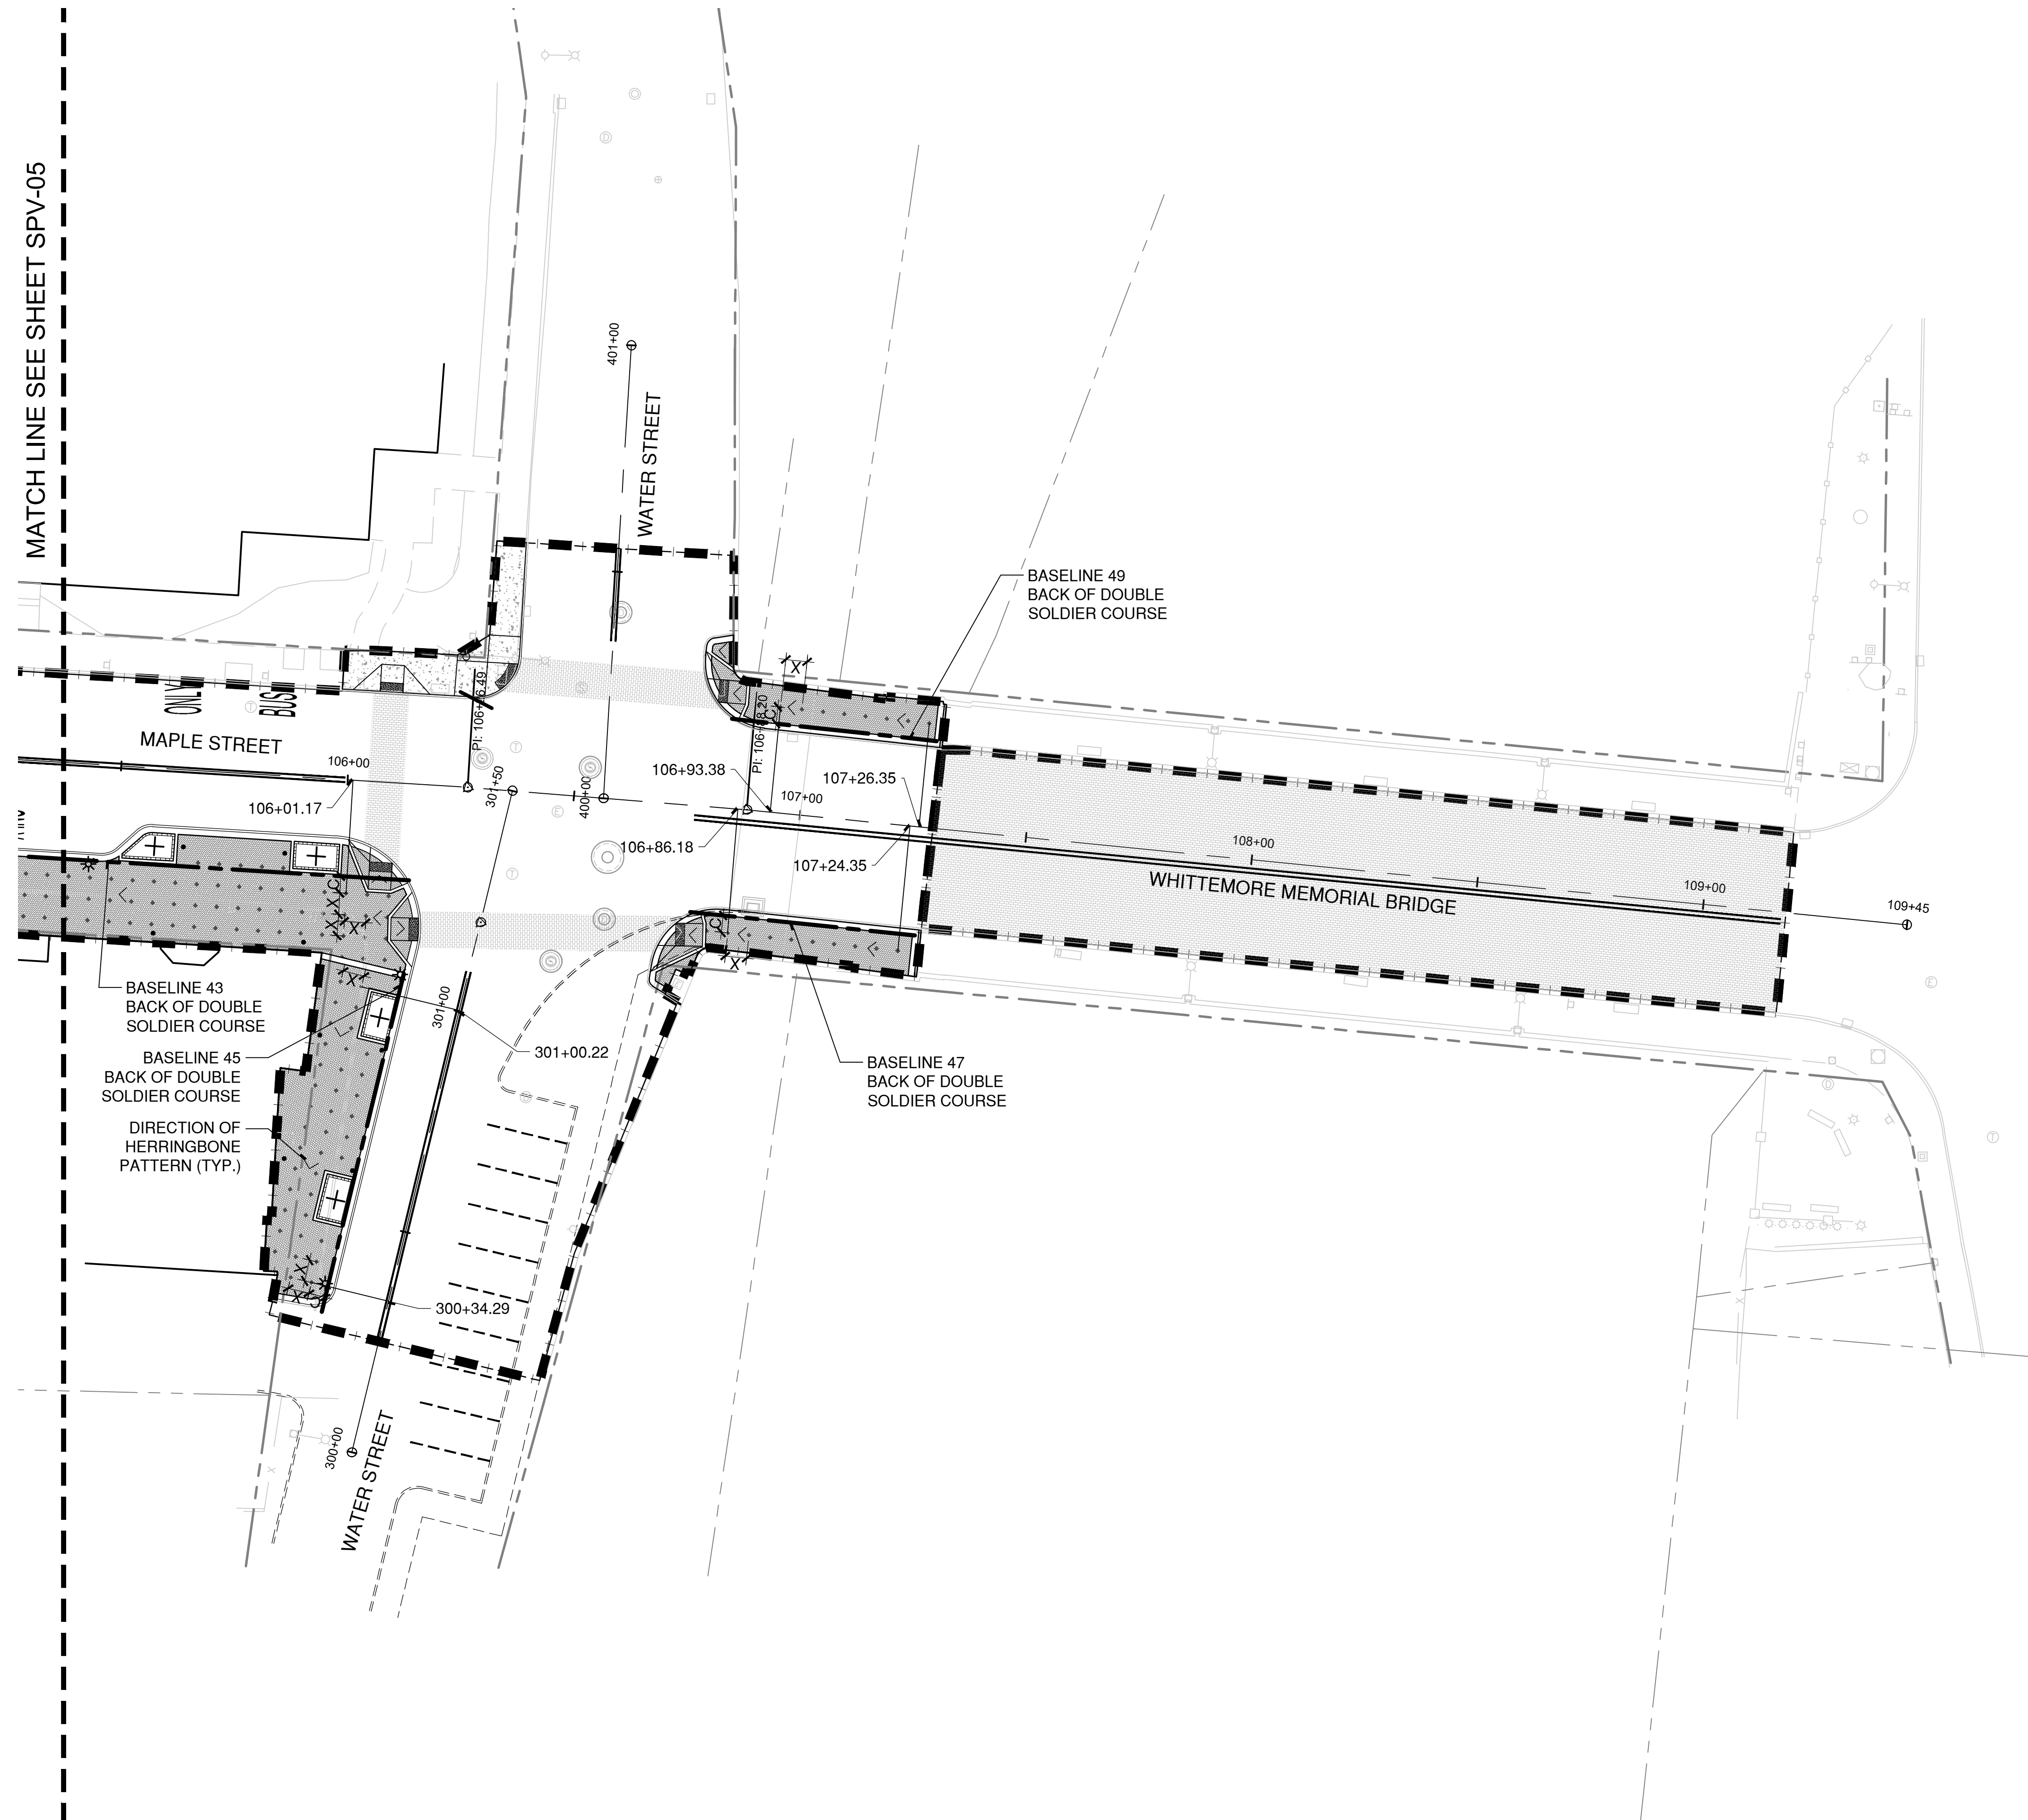 MATCH LINE SEE SHEET SPV-05
401+00
WATER STREET
BASELINE 49
BACK OF DOUBLE
SOLDIER COURSE
ONLY
BUS
X
C
MAPLE STREET
106+00
106+01.17
301+50
400+00
106+93.38
107+00
107+26.35
106+86.18
107+24.35
108+00
WHITTEMORE MEMORIAL BRIDGE
109+00
109+45
C
X
X
X
C
X
X
BASELINE 43
BACK OF DOUBLE
SOLDIER COURSE
301+00
301+00.22
BASELINE 45
BACK OF DOUBLE
SOLDIER COURSE
BASELINE 47
BACK OF DOUBLE
SOLDIER COURSE
DIRECTION OF
HERRINGBONE
PATTERN (TYP.)
X
X
C
300+34.29
300+00
WATER STREET